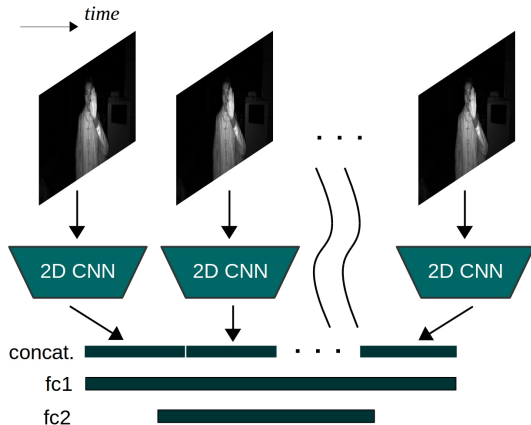 time
2D CNN 2D CNN 2D CNN
concat.
fc1
fc2